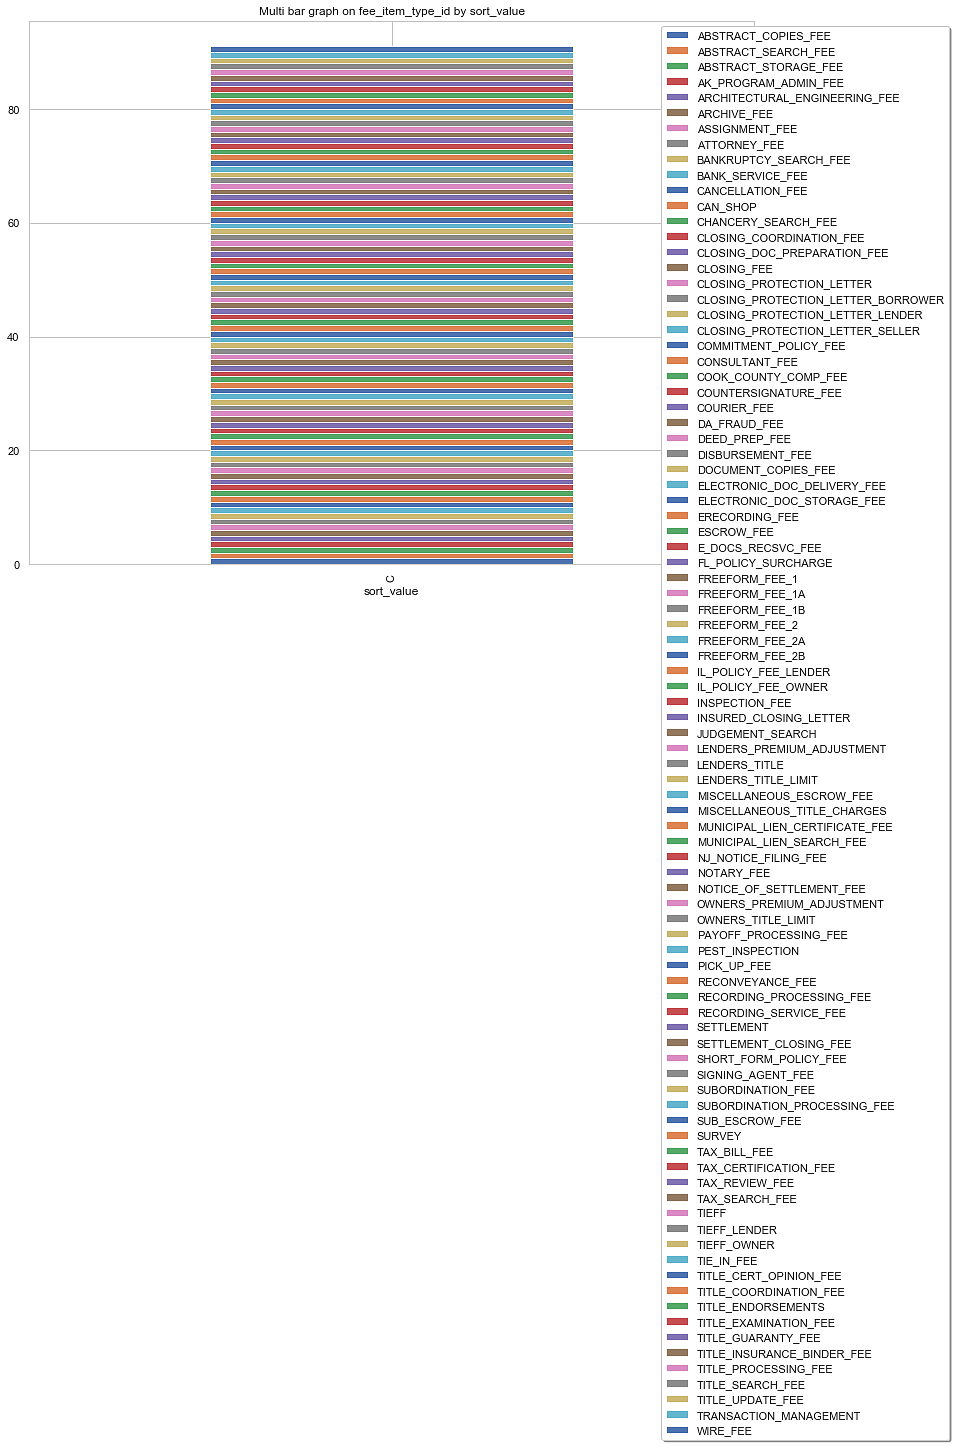 Multi bar graph on fee_item_type_id by sort_value
80
60
40
20
0
C
sort_value
ABSTRACT_COPIES_FEE
ABSTRACT_SEARCH_FEE
ABSTRACT_STORAGE_FEE
AK_PROGRAM_ADMIN_FEE
ARCHITECTURAL_ENGINEERING_FEE
ARCHIVE_FEE
ASSIGNMENT_FEE
ATTORNEY_FEE
BANKRUPTCY_SEARCH_FEE
BANK_SERVICE_FEE
CANCELLATION_FEE
CAN_SHOP
CHANCERY_SEARCH_FEE
CLOSING_COORDINATION_FEE
CLOSING_DOC_PREPARATION_FEE
CLOSING_FEE
CLOSING_PROTECTION_LETTER
CLOSING_PROTECTION_LETTER_BORROWER
CLOSING_PROTECTION_LETTER_LENDER
CLOSING_PROTECTION_LETTER_SELLER
COMMITMENT_POLICY_FEE
CONSULTANT_FEE
COOK_COUNTY_COMP_FEE
COUNTERSIGNATURE_FEE
COURIER_FEE
DA_FRAUD_FEE
DEED_PREP_FEE
DISBURSEMENT_FEE
DOCUMENT_COPIES_FEE
ELECTRONIC_DOC_DELIVERY_FEE
ELECTRONIC_DOC_STORAGE_FEE
ERECORDING_FEE
ESCROW_FEE
E_DOCS_RECSVC_FEE
FL_POLICY_SURCHARGE
FREEFORM_FEE_1
FREEFORM_FEE_1A
FREEFORM_FEE_1B
FREEFORM_FEE_2
FREEFORM_FEE_2A
FREEFORM_FEE_2B
IL_POLICY_FEE_LENDER
IL_POLICY_FEE_OWNER
INSPECTION_FEE
INSURED_CLOSING_LETTER
JUDGEMENT_SEARCH
LENDERS_PREMIUM_ADJUSTMENT
LENDERS_TITLE
LENDERS_TITLE_LIMIT
MISCELLANEOUS_ESCROW_FEE
MISCELLANEOUS_TITLE_CHARGES
MUNICIPAL_LIEN_CERTIFICATE_FEE
MUNICIPAL_LIEN_SEARCH_FEE
NJ_NOTICE_FILING_FEE
NOTARY_FEE
NOTICE_OF_SETTLEMENT_FEE
OWNERS_PREMIUM_ADJUSTMENT
OWNERS_TITLE_LIMIT
PAYOFF_PROCESSING_FEE
PEST_INSPECTION
PICK_UP_FEE
RECONVEYANCE_FEE
RECORDING_PROCESSING_FEE
RECORDING_SERVICE_FEE
SETTLEMENT
SETTLEMENT_CLOSING_FEE
SHORT_FORM_POLICY_FEE
SIGNING_AGENT_FEE
SUBORDINATION_FEE
SUBORDINATION_PROCESSING_FEE
SUB_ESCROW_FEE
SURVEY
TAX_BILL_FEE
TAX_CERTIFICATION_FEE
TAX_REVIEW_FEE
TAX_SEARCH_FEE
TIEFF
TIEFF_LENDER
TIEFF_OWNER
TIE_IN_FEE
TITLE_CERT_OPINION_FEE
TITLE_COORDINATION_FEE
TITLE_ENDORSEMENTS
TITLE_EXAMINATION_FEE
TITLE_GUARANTY_FEE
TITLE_INSURANCE_BINDER_FEE
TITLE_PROCESSING_FEE
TITLE_SEARCH_FEE
TITLE_UPDATE_FEE
TRANSACTION_MANAGEMENT
WIRE_FEE